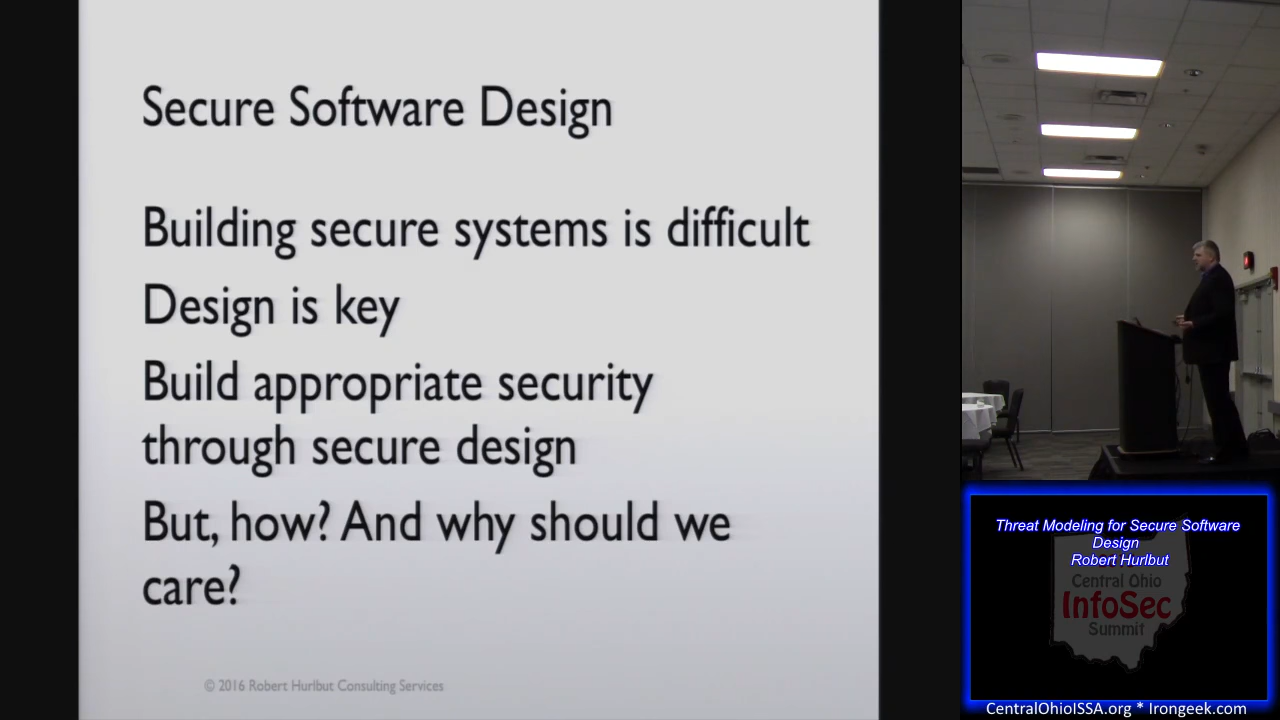 Secure Software Design
Building secure systems is difficult
Design is key
Build appropriate security
through secure design
But, how? And why should we
care?
© 2016 Robert Hurlbut Consulting Services
Threat Modeling for Secure Software
Design
Robert Hurlbut
Central Ohio
InfoSec
Summit
CentralOhioISSA.org * Irongeek.com